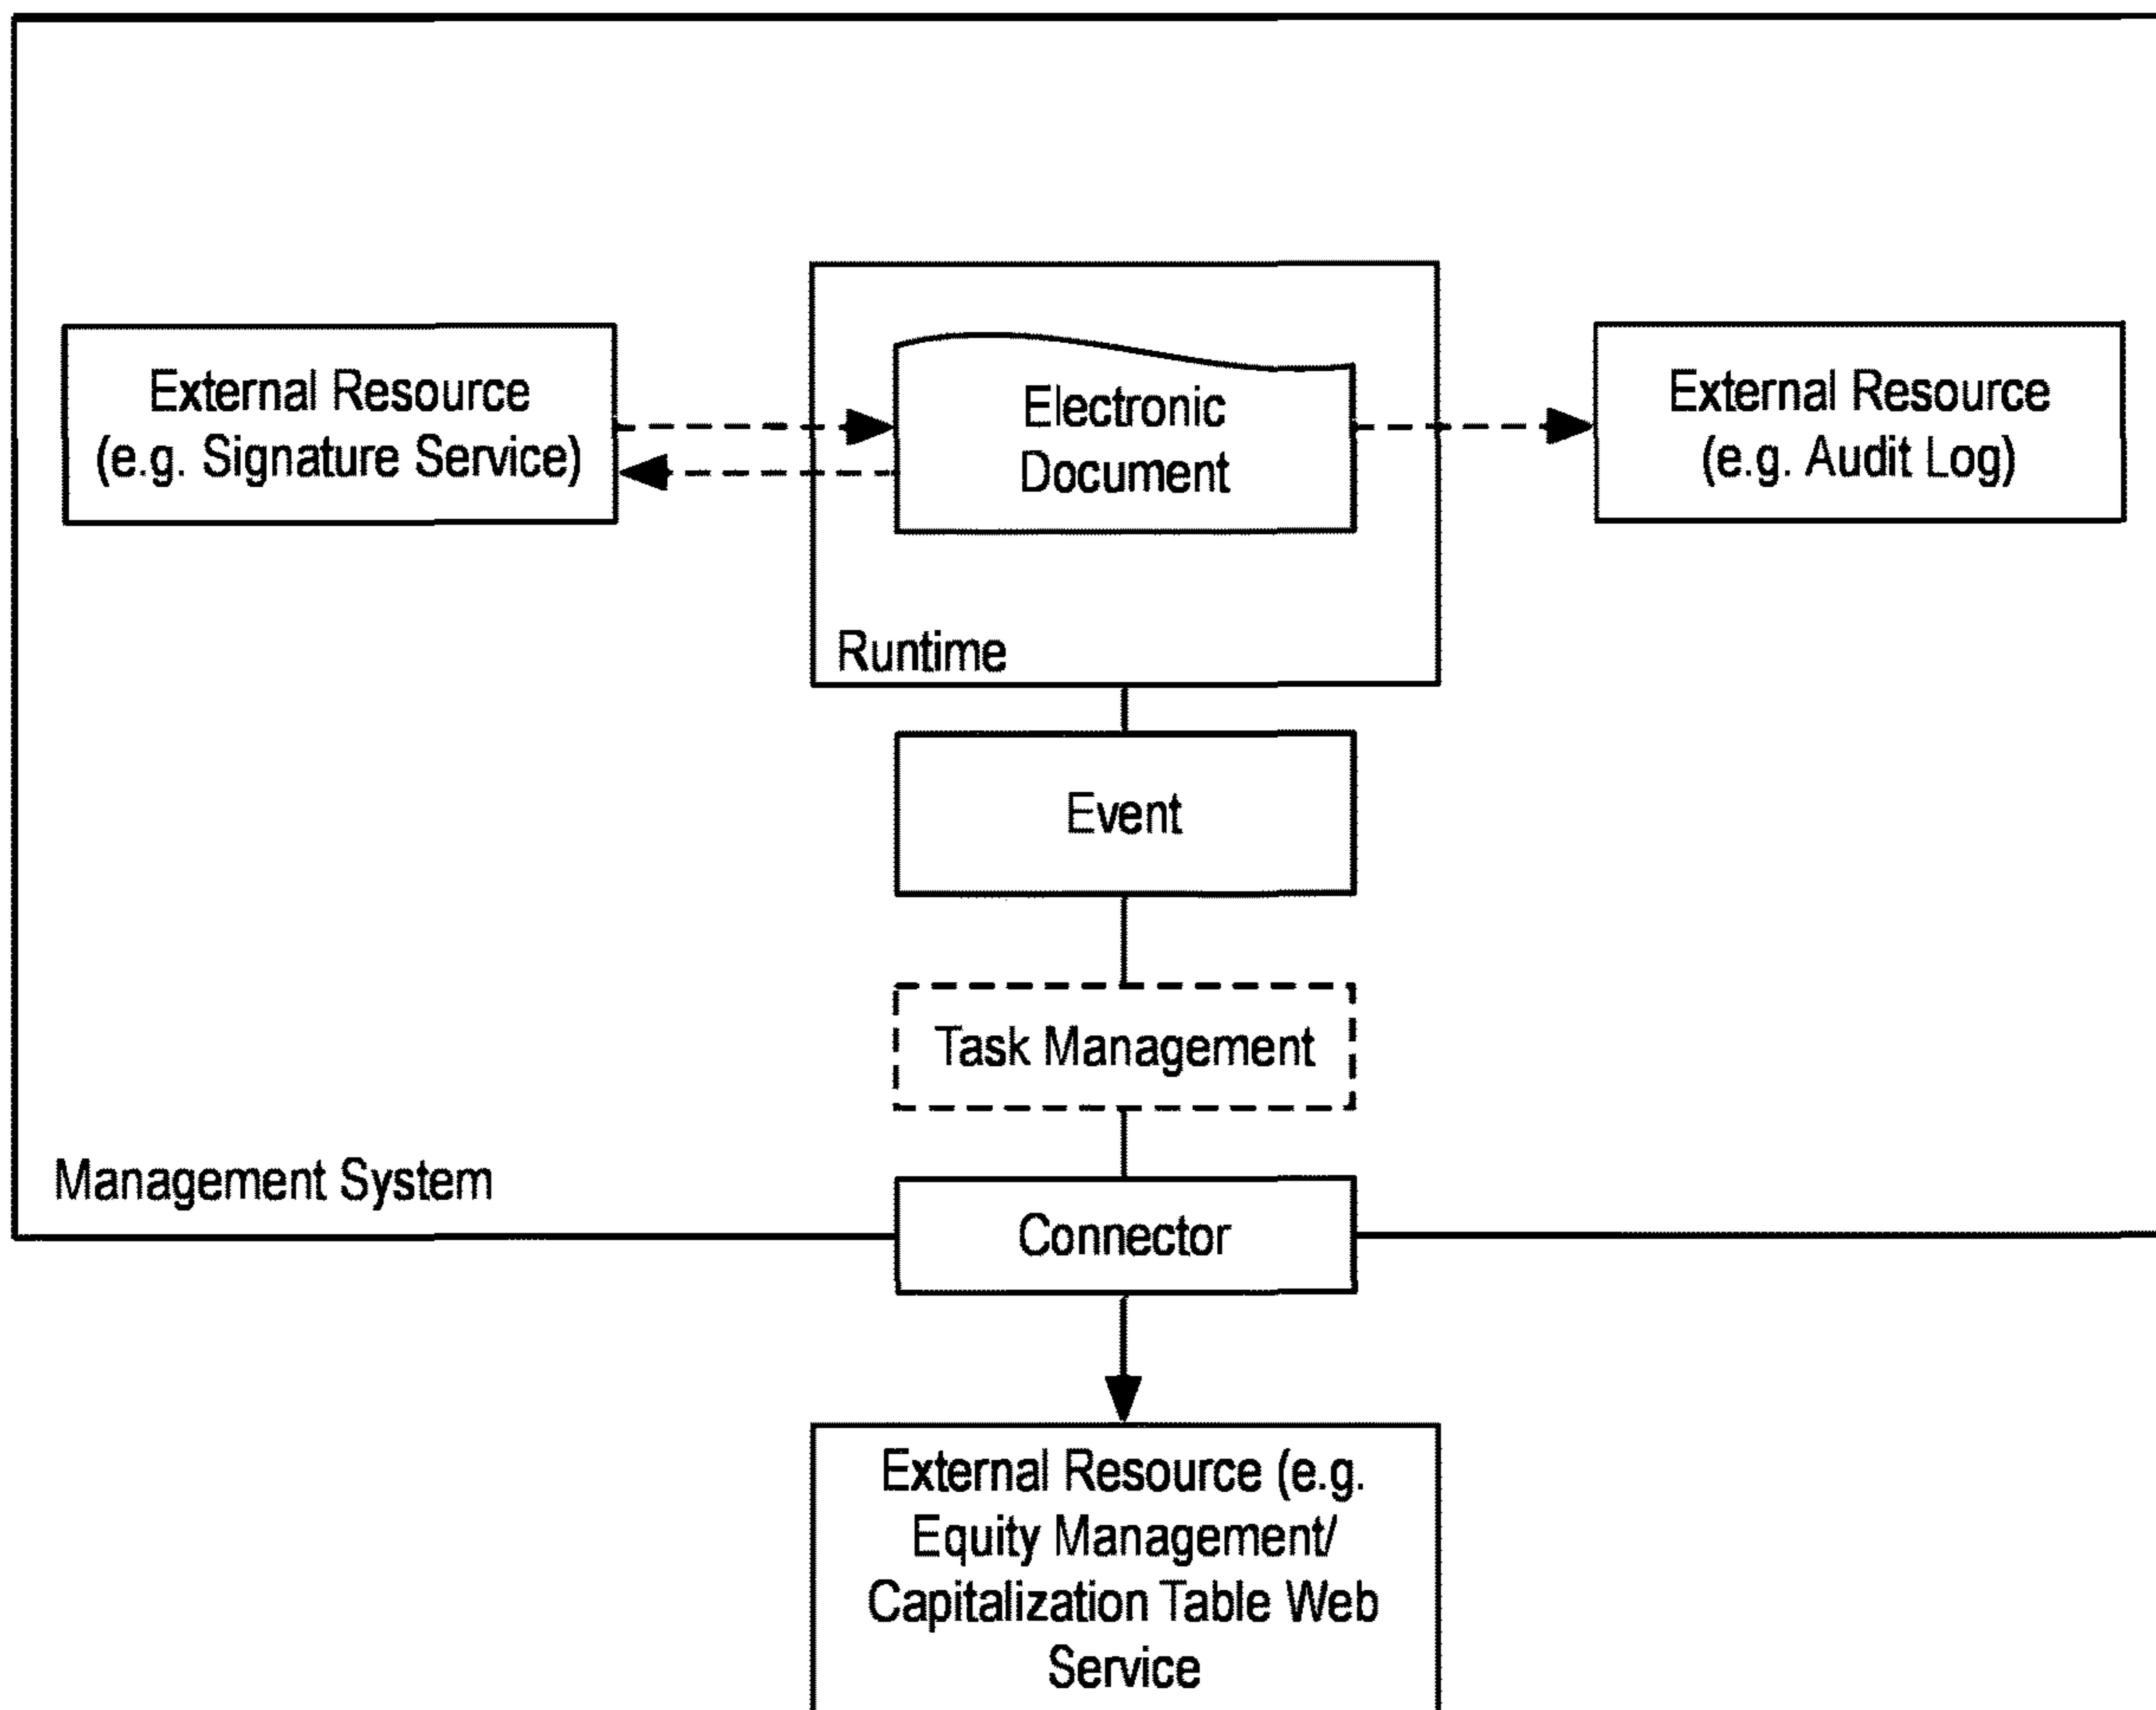 External Resource
(e.g. Signature Service)
Electronic
Document
External Resource
(e.g. Audit Log)
Runtime
Event
Task Management
Management System
Connector
External Resource (e.g.
Equity Management/
Capitalization Table Web
Service